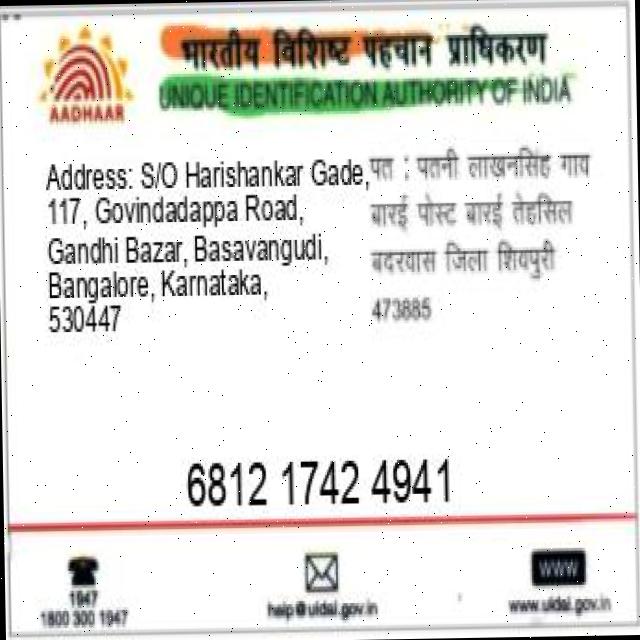 भारतीय विशिष्ट पहचान प्राधिकरण
UNIQUE IDENTIFICATION AUTHORITY OF INDIA
AADHAAR
Address: S/O Harishankar Gade,
117, Govindadappa Road,
Gandhi Bazar, Basavangudi,
Bangalore, Karnataka,
530447
पत : पतनी लाखनसिंह गाव
बारई पोस्ट बारई तेहसिल
बदरवास जिला शिवपुरी
473885
6812 1742 4941
1947
1800 300 1947
help@uidai.gov.in
WWW
www.uidai.gov.in